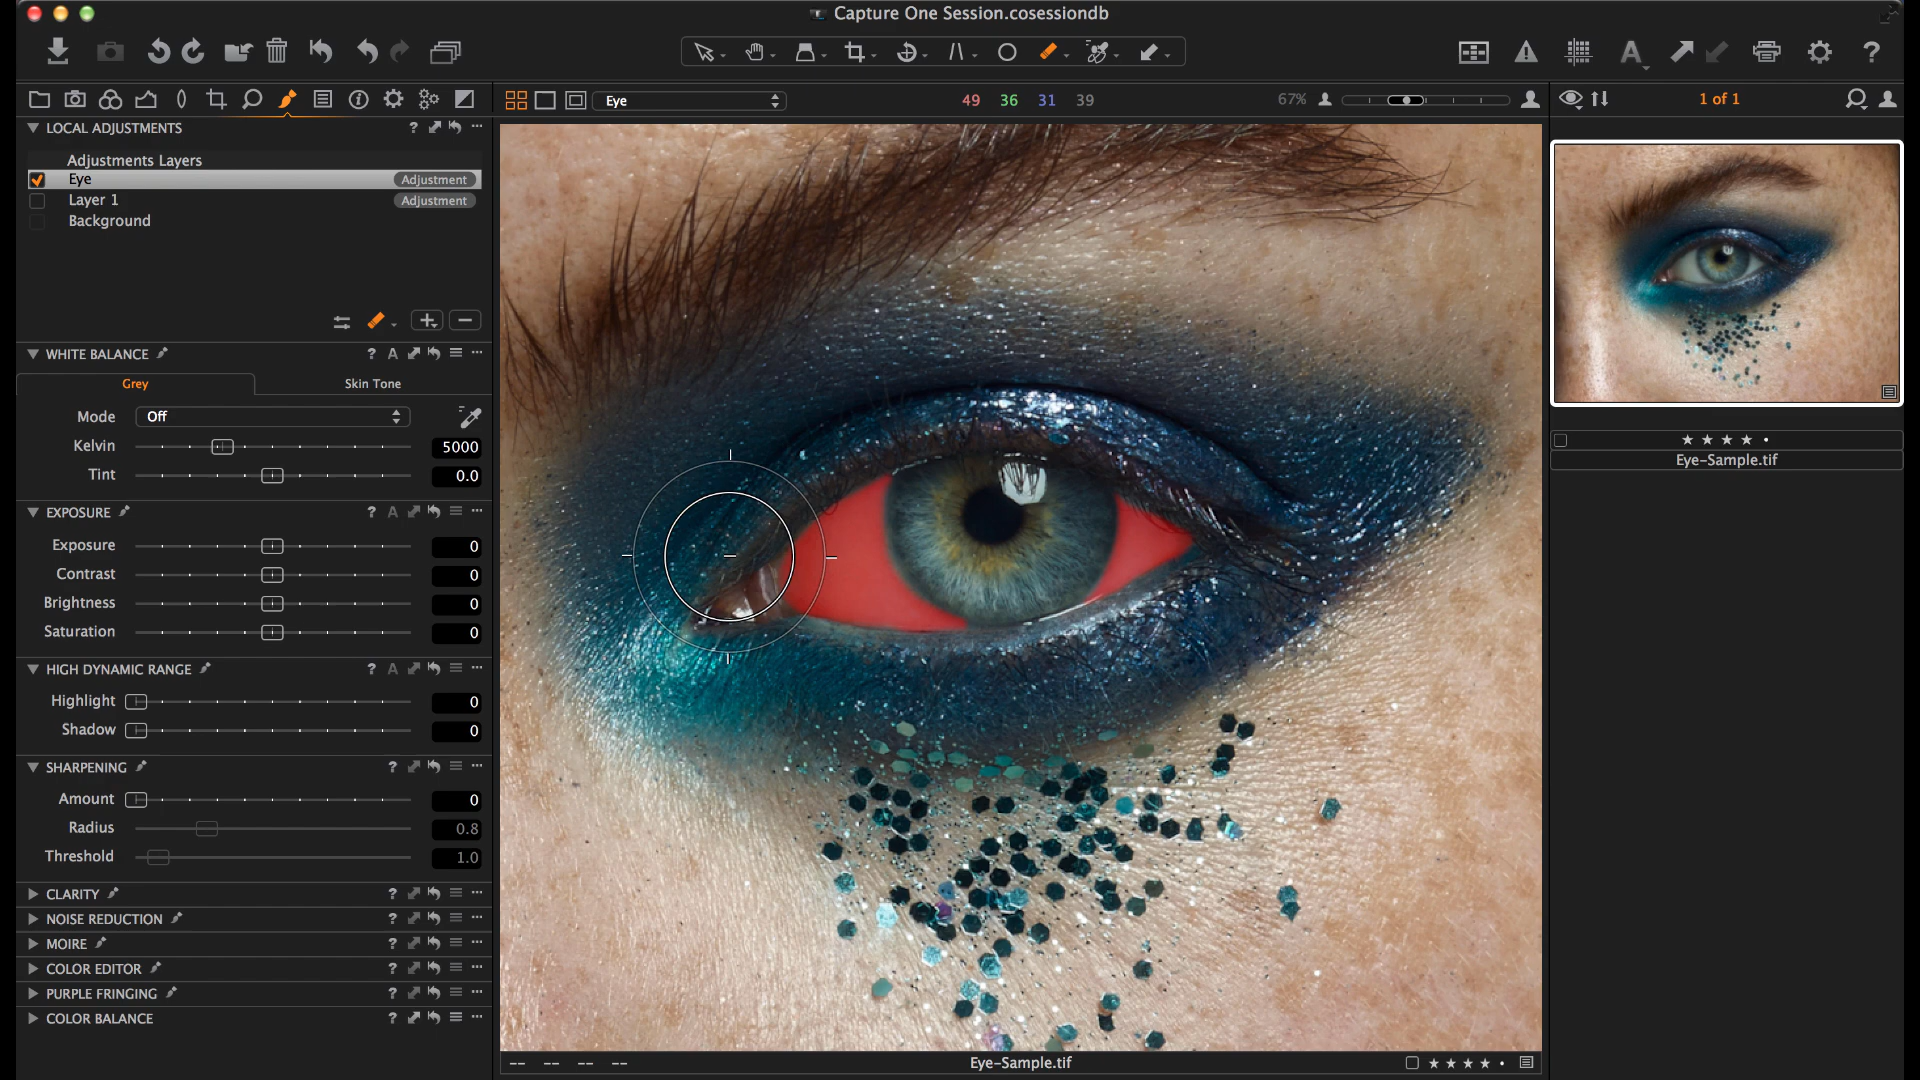 Capture One Session.cosessiondb
Eye
49 36 31 39
67%
1 of 1
LOCAL ADJUSTMENTS
Adjustments Layers
Eye Adjustment
Layer 1 Adjustment
Background
WHITE BALANCE
Grey Skin Tone
Mode Off
Kelvin 5000
Tint 0.0
EXPOSURE
Exposure 0
Contrast 0
Brightness 0
Saturation 0
HIGH DYNAMIC RANGE
Highlight 0
Shadow 0
SHARPENING
Amount 0
Radius 0.8
Threshold 1.0
CLARITY
NOISE REDUCTION
MOIRE
COLOR EDITOR
PURPLE FRINGING
COLOR BALANCE
-- -- -- --
Eye-Sample.tif
Eye-Sample.tif